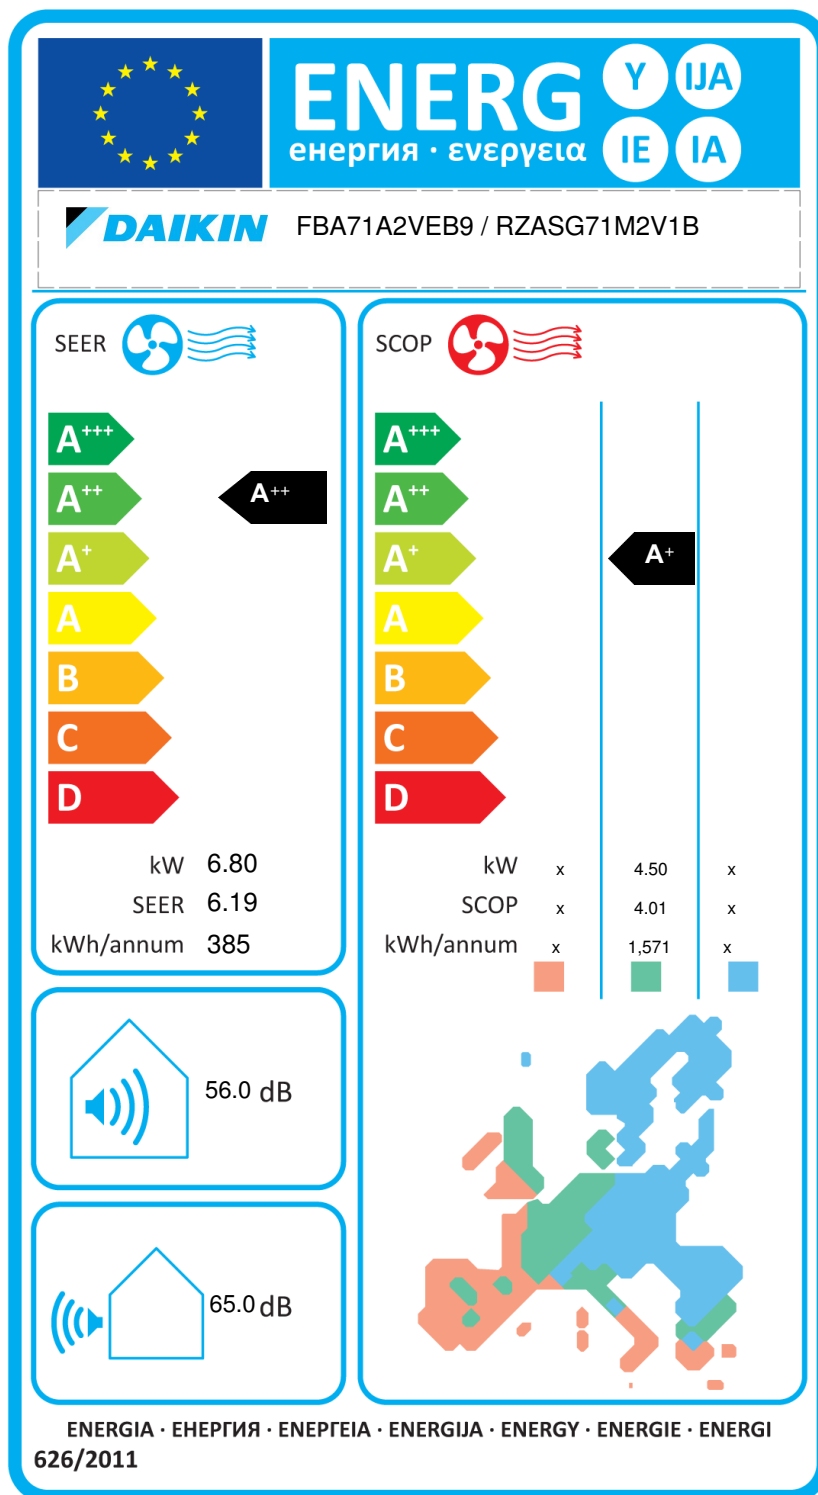 ENERG
енергия · ενεργεια
Y
IJA
IE
IA
DAIKIN
FBA71A2VEB9 / RZASG71M2V1B
SEER
A+++
A++
A+
A
B
C
D
A++
kW 6.80
SEER 6.19
kWh/annum 385
SCOP
A+++
A++
A+
A
B
C
D
A+
kW x 4.50 x
SCOP x 4.01 x
kWh/annum x 1,571 x
56.0 dB
65.0 dB
ENERGIA · ЕНЕРГИЯ · ΕΝΕΡΓΕΙΑ · ENERGIJA · ENERGY · ENERGIE · ENERGI
626/2011